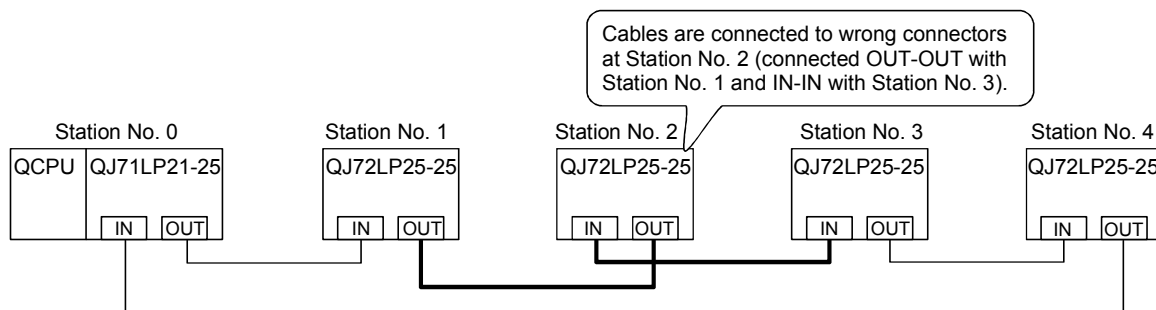 Cables are connected to wrong connectors
at Station No. 2 (connected OUT-OUT with
Station No. 1 and IN-IN with Station No. 3).
Station No. 0 Station No. 1 Station No. 2 Station No. 3 Station No. 4
QCPU QJ71LP21-25 QJ72LP25-25 QJ72LP25-25 QJ72LP25-25 QJ72LP25-25
IN OUT IN OUT IN OUT IN OUT IN OUT